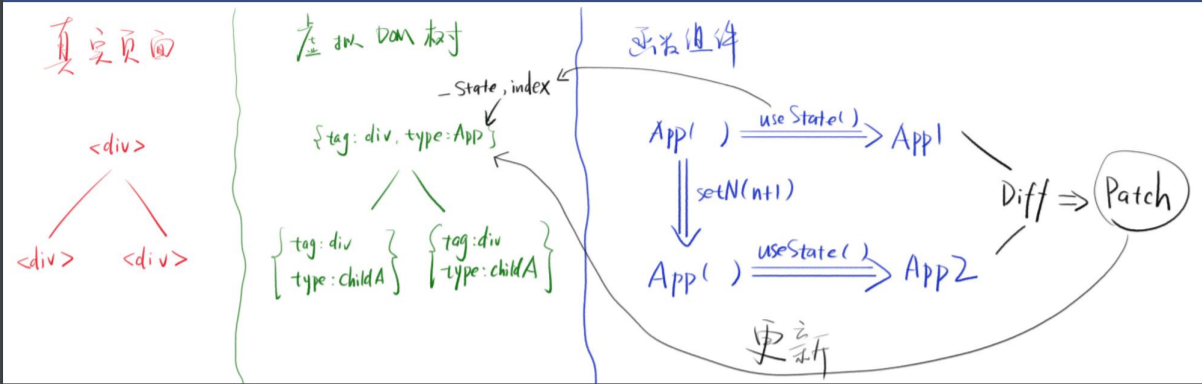 真实页面
虚拟 DOM 树
函数组件
_State, index
{tag: div, type: App}
<div>
<div>
<div>
{tag: div
type: childA}
{tag: div
type: childA}
App( )
useState( )
App1
setN(n+1)
App( )
useState( )
App2
Diff
⇒
Patch
更新